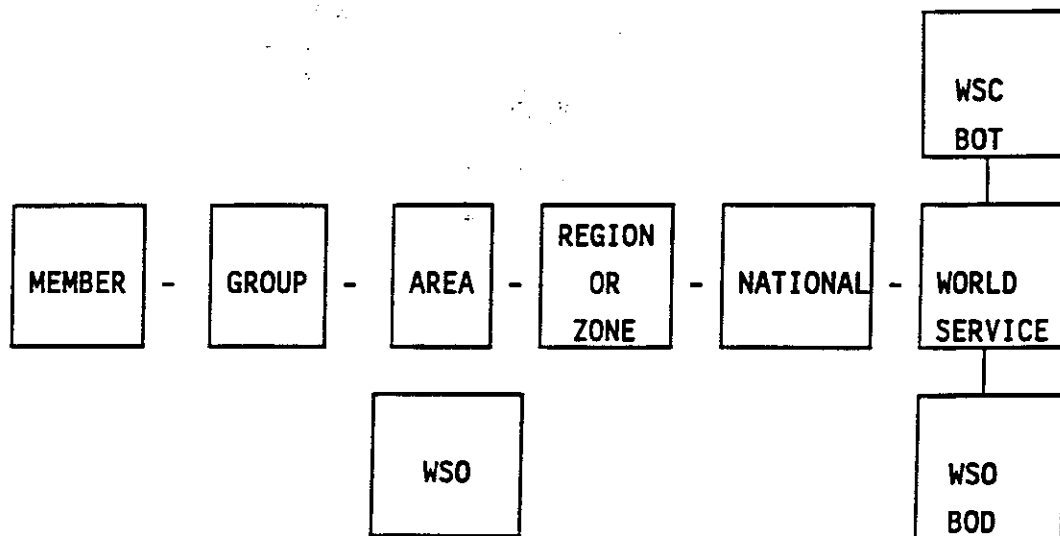 WSC
BOT
MEMBER - GROUP - AREA - REGION OR ZONE - NATIONAL - WORLD SERVICE
WSO
WSO
BOD